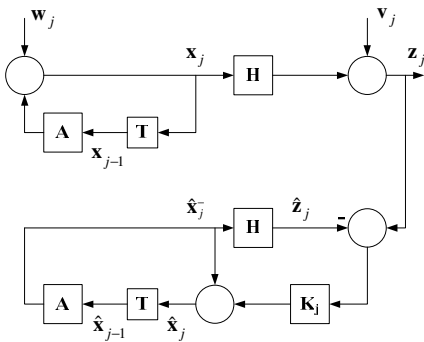 w_j
v_j
x_j
z_j
H
A
T
x_{j−1}
x̂_j^−
ẑ_j
H
-
A
T
K_j
x̂_{j−1}
x̂_j